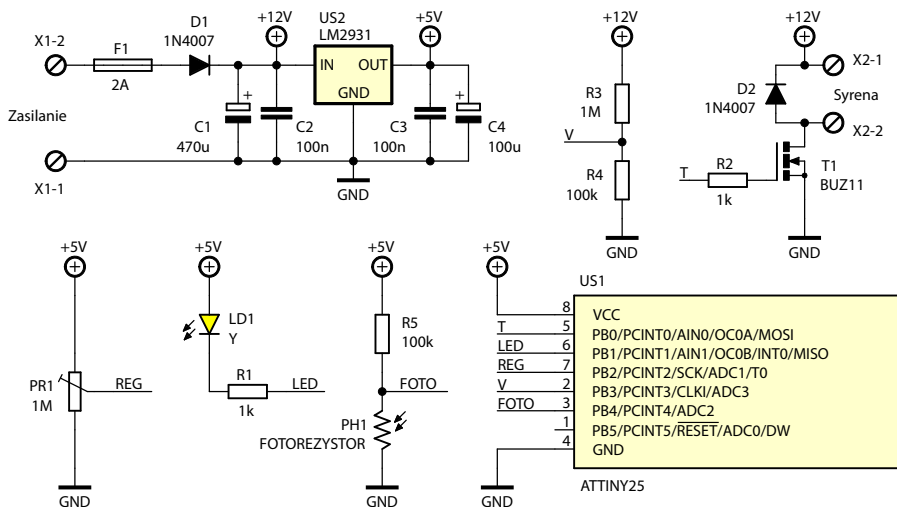 X1-2
F1
2A
D1
1N4007
+12V
US2
LM2931
IN OUT
GND
+5V
Zasilanie
+
C1
470u
C2
100n
C3
100n
+
C4
100u
X1-1
GND
+12V
R3
1M
V
R4
100k
GND
+12V
X2-1
D2
1N4007
Syrena
X2-2
T
R2
1k
T1
BUZ11
GND
+5V
PR1
1M
REG
GND
+5V
LD1
Y
R1
1k
LED
+5V
R5
100k
FOTO
PH1
FOTOREZYSTOR
GND
+5V
US1
8 VCC
T 5 PB0/PCINT0/AIN0/OC0A/MOSI
LED 6 PB1/PCINT1/AIN1/OC0B/INT0/MISO
REG 7 PB2/PCINT2/SCK/ADC1/T0
V 2 PB3/PCINT3/CLKI/ADC3
FOTO 3 PB4/PCINT4/ADC2
1 PB5/PCINT5/RESET/ADC0/DW
4 GND
GND
ATTINY25